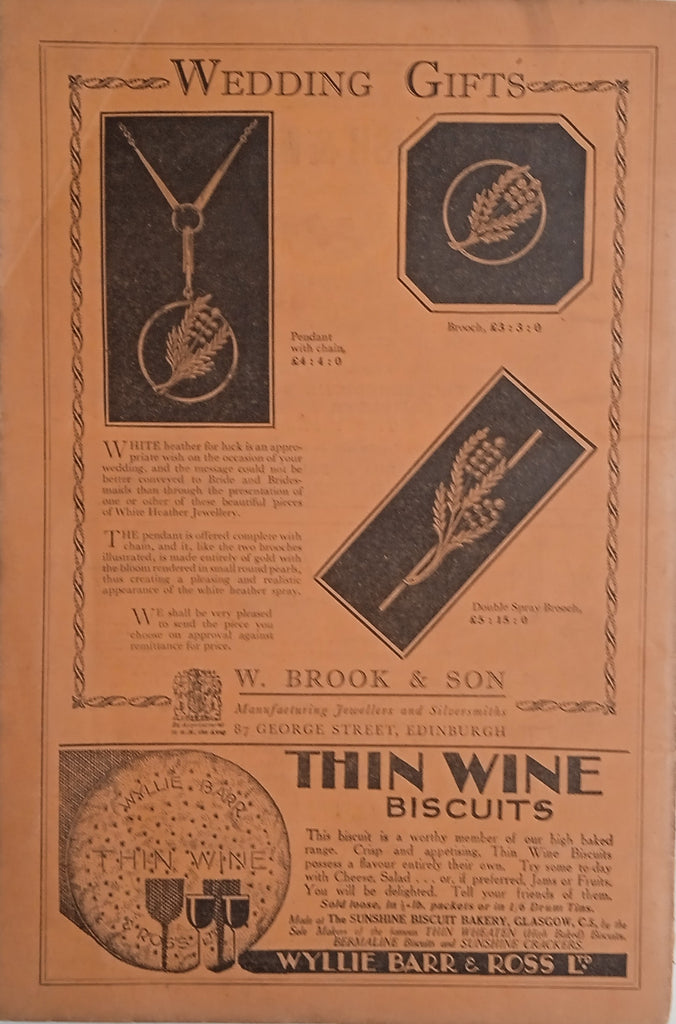 WEDDING GIFTS
Pendant
with chain,
£4 : 4 : 0
Brooch, £3 : 3 : 0
WHITE heather for luck is an appro-
priate wish on the occasion of your
wedding, and the message could not be
better conveyed to Bride and Brides-
maids than through the presentation of
one or other of these beautiful pieces
of White Heather Jewellery.
THE pendant is offered complete with
chain, and it, like the two brooches
illustrated, is made entirely of gold with
the bloom rendered in small round pearls,
thus creating a pleasing and realistic
appearance of the white heather spray.
WE shall be very pleased
to send the piece you
choose on approval against
remittance for price.
Double Spray Brooch,
£5 : 15 : 0
W. BROOK & SON
Manufacturing Jewellers and Silversmiths
87 GEORGE STREET, EDINBURGH
WYLLIE BARR
THIN WINE
& ROSS
THIN WINE
BISCUITS
This biscuit is a worthy member of our high baked
range. Crisp and appetising, Thin Wine Biscuits
possess a flavour entirely their own. Try some to-day
with Cheese, Salad . . or, if preferred, Jams or Fruits.
You will be delighted. Tell your friends of them.
Sold loose, in ½-lb. packets or in Drum Tins.
Made at The SUNSHINE BISCUIT BAKERY, GLASGOW, C.5, by the
Sole Makers of the famous THIN WHEATEN (High Baked) Biscuits,
BERMALINE Biscuits and SUNSHINE CRACKERS.
WYLLIE BARR & ROSS LTD